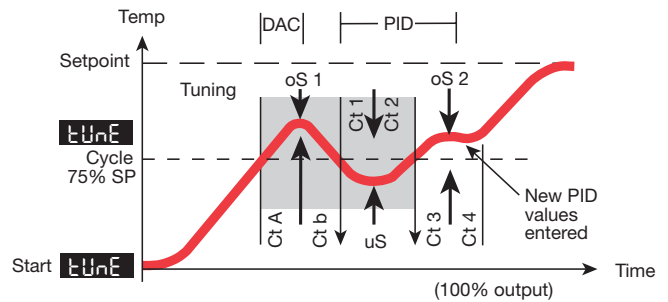 Temp
DAC
PID
Setpoint
Tuning
oS 1
oS 2
Ct 1
Ct 2
tUnE
Cycle
75% SP
New PID
values
entered
Ct A
Ct b
uS
Ct 3
Ct 4
Start tUnE
Time
(100% output)